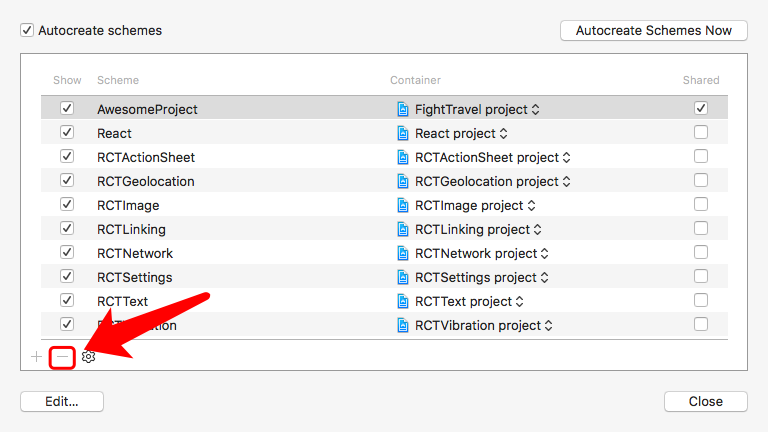 Autocreate schemes Autocreate Schemes Now
Show Scheme Container Shared
AwesomeProject FightTravel project
React React project
RCTActionSheet RCTActionSheet project
RCTGeolocation RCTGeolocation project
RCTImage RCTImage project
RCTLinking RCTLinking project
RCTNetwork RCTNetwork project
RCTSettings RCTSettings project
RCTText RCTText project
RCTVibration project
Edit... Close